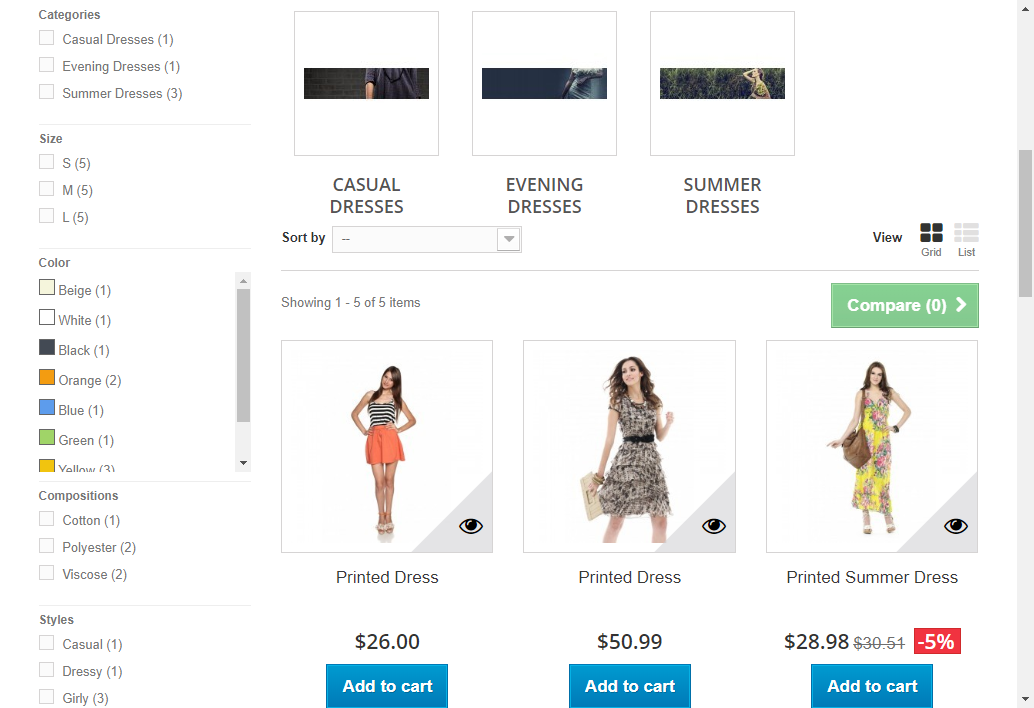 Categories
Casual Dresses (1)
Evening Dresses (1)
Summer Dresses (3)
Size
S (5)
M (5)
L (5)
Color
Beige (1)
White (1)
Black (1)
Orange (2)
Blue (1)
Green (1)
Yellow (3)
Compositions
Cotton (1)
Polyester (2)
Viscose (2)
Styles
Casual (1)
Dressy (1)
Girly (3)
CASUAL
DRESSES
EVENING
DRESSES
SUMMER
DRESSES
Sort by
--
View
Grid
List
Showing 1 - 5 of 5 items
Compare (0)
Printed Dress
$26.00
Add to cart
Printed Dress
$50.99
Add to cart
Printed Summer Dress
$28.98 $30.51 -5%
Add to cart